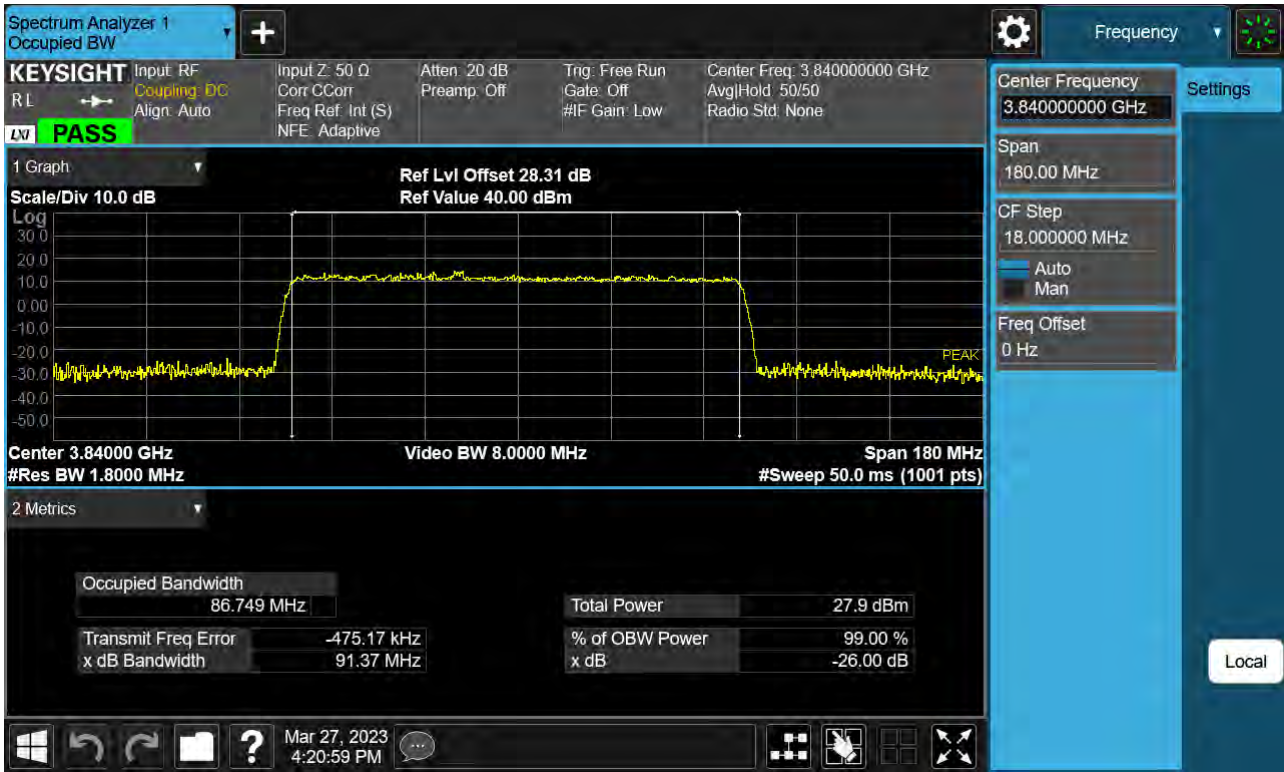 Spectrum Analyzer 1
Occupied BW
+
Frequency
KEYSIGHT
RL
LXI PASS
Input: RF
Coupling: DC
Align: Auto
Input Z: 50 Ω
Corr CCorr
Freq Ref: Int (S)
NFE: Adaptive
Atten: 20 dB
Preamp: Off
Trig: Free Run
Gate: Off
#IF Gain: Low
Center Freq: 3.840000000 GHz
Avg|Hold: 50/50
Radio Std: None
Center Frequency
3.840000000 GHz
Settings
Span
180.00 MHz
CF Step
18.000000 MHz
Auto
Man
Freq Offset
0 Hz
1 Graph
Scale/Div 10.0 dB
Ref Lvl Offset 28.31 dB
Ref Value 40.00 dBm
Log
30.0
20.0
10.0
0.00
-10.0
-20.0
-30.0
-40.0
-50.0
PEAK
Center 3.84000 GHz
#Res BW 1.8000 MHz
Video BW 8.0000 MHz
Span 180 MHz
#Sweep 50.0 ms (1001 pts)
2 Metrics
Occupied Bandwidth
86.749 MHz
Total Power 27.9 dBm
Transmit Freq Error -475.17 kHz
% of OBW Power 99.00 %
x dB Bandwidth 91.37 MHz
x dB -26.00 dB
Local
?
Mar 27, 2023
4:20:59 PM